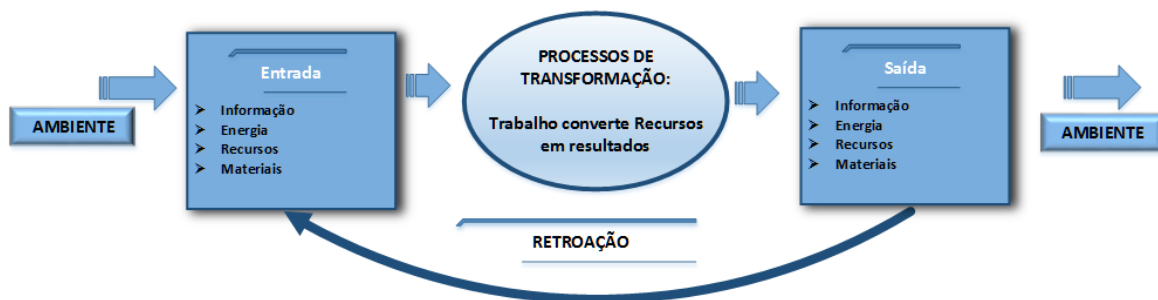 AMBIENTE
Entrada
Informação
Energia
Recursos
Materiais
PROCESSOS DE
TRANSFORMAÇÃO:
Trabalho converte Recursos
em resultados
Saída
Informação
Energia
Recursos
Materiais
AMBIENTE
RETROAÇÃO